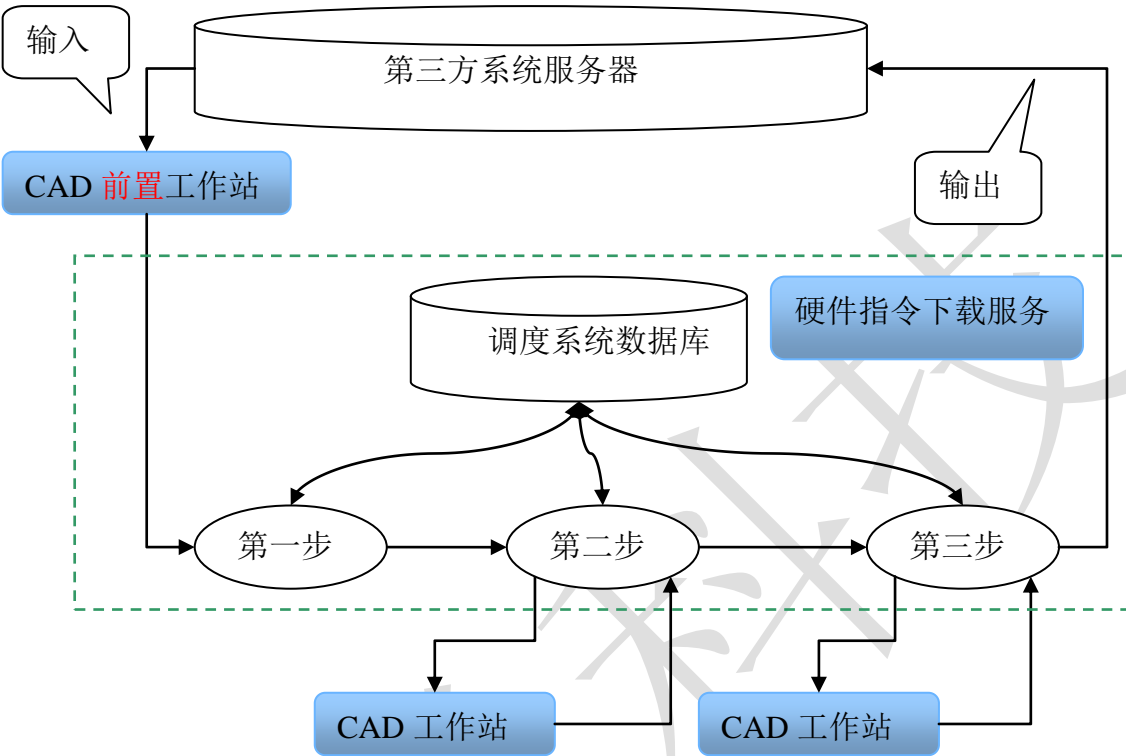 输入
第三方系统服务器
CAD 前置工作站
输出
硬件指令下载服务
调度系统数据库
第一步
第二步
第三步
CAD 工作站
CAD 工作站
科技